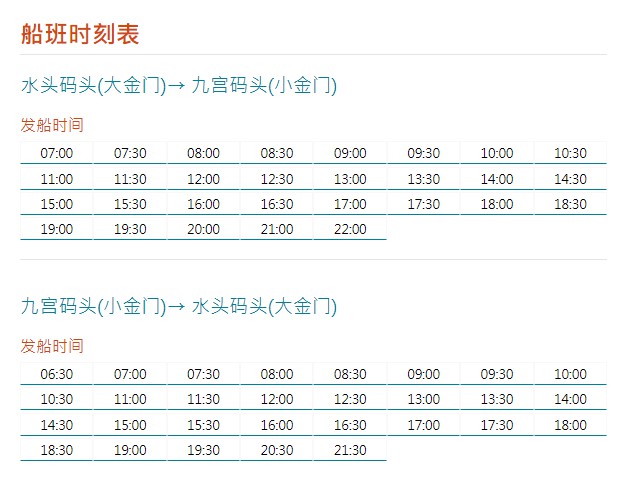 船班时刻表
水头码头(大金门)→ 九宫码头(小金门)
发船时间
07:00 07:30 08:00 08:30 09:00 09:30 10:00 10:30
11:00 11:30 12:00 12:30 13:00 13:30 14:00 14:30
15:00 15:30 16:00 16:30 17:00 17:30 18:00 18:30
19:00 19:30 20:00 21:00 22:00
九宫码头(小金门)→ 水头码头(大金门)
发船时间
06:30 07:00 07:30 08:00 08:30 09:00 09:30 10:00
10:30 11:00 11:30 12:00 12:30 13:00 13:30 14:00
14:30 15:00 15:30 16:00 16:30 17:00 17:30 18:00
18:30 19:00 19:30 20:30 21:30